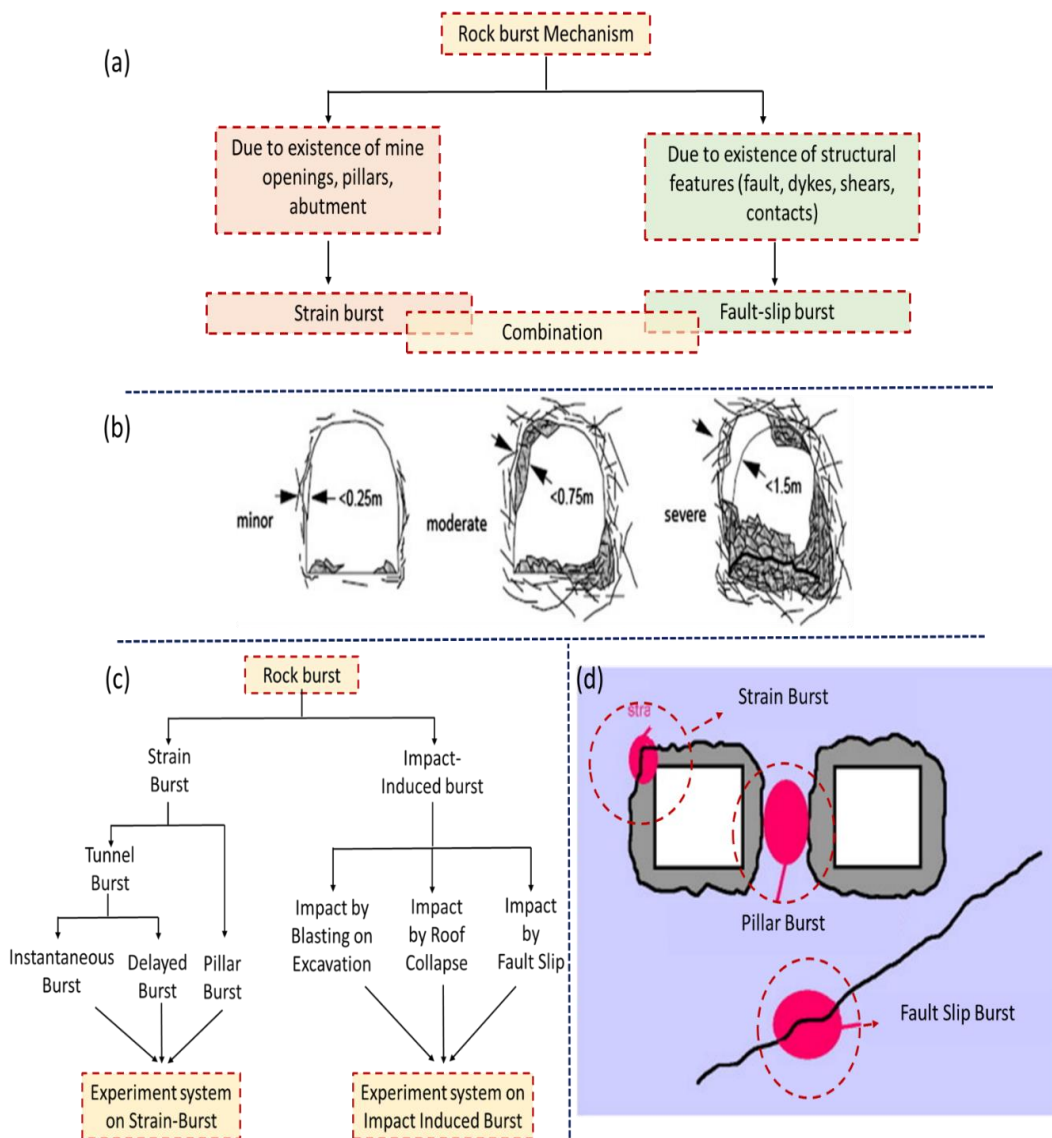 (a)
Rock burst Mechanism
Due to existence of mine
openings, pillars,
abutment
Due to existence of structural
features (fault, dykes, shears,
contacts)
Strain burst
Fault-slip burst
Combination
(b)
<0.25m
minor
<0.75m
moderate
<1.5m
severe
(c)
Rock burst
Strain
Burst
Impact-
Induced burst
Tunnel
Burst
Instantaneous
Burst
Delayed
Burst
Pillar
Burst
Impact by
Blasting on
Excavation
Impact
by Roof
Collapse
Impact
by
Fault Slip
Experiment system
on Strain-Burst
Experiment system on
Impact Induced Burst
(d)
Strain Burst
stra
Pillar Burst
Fault Slip Burst